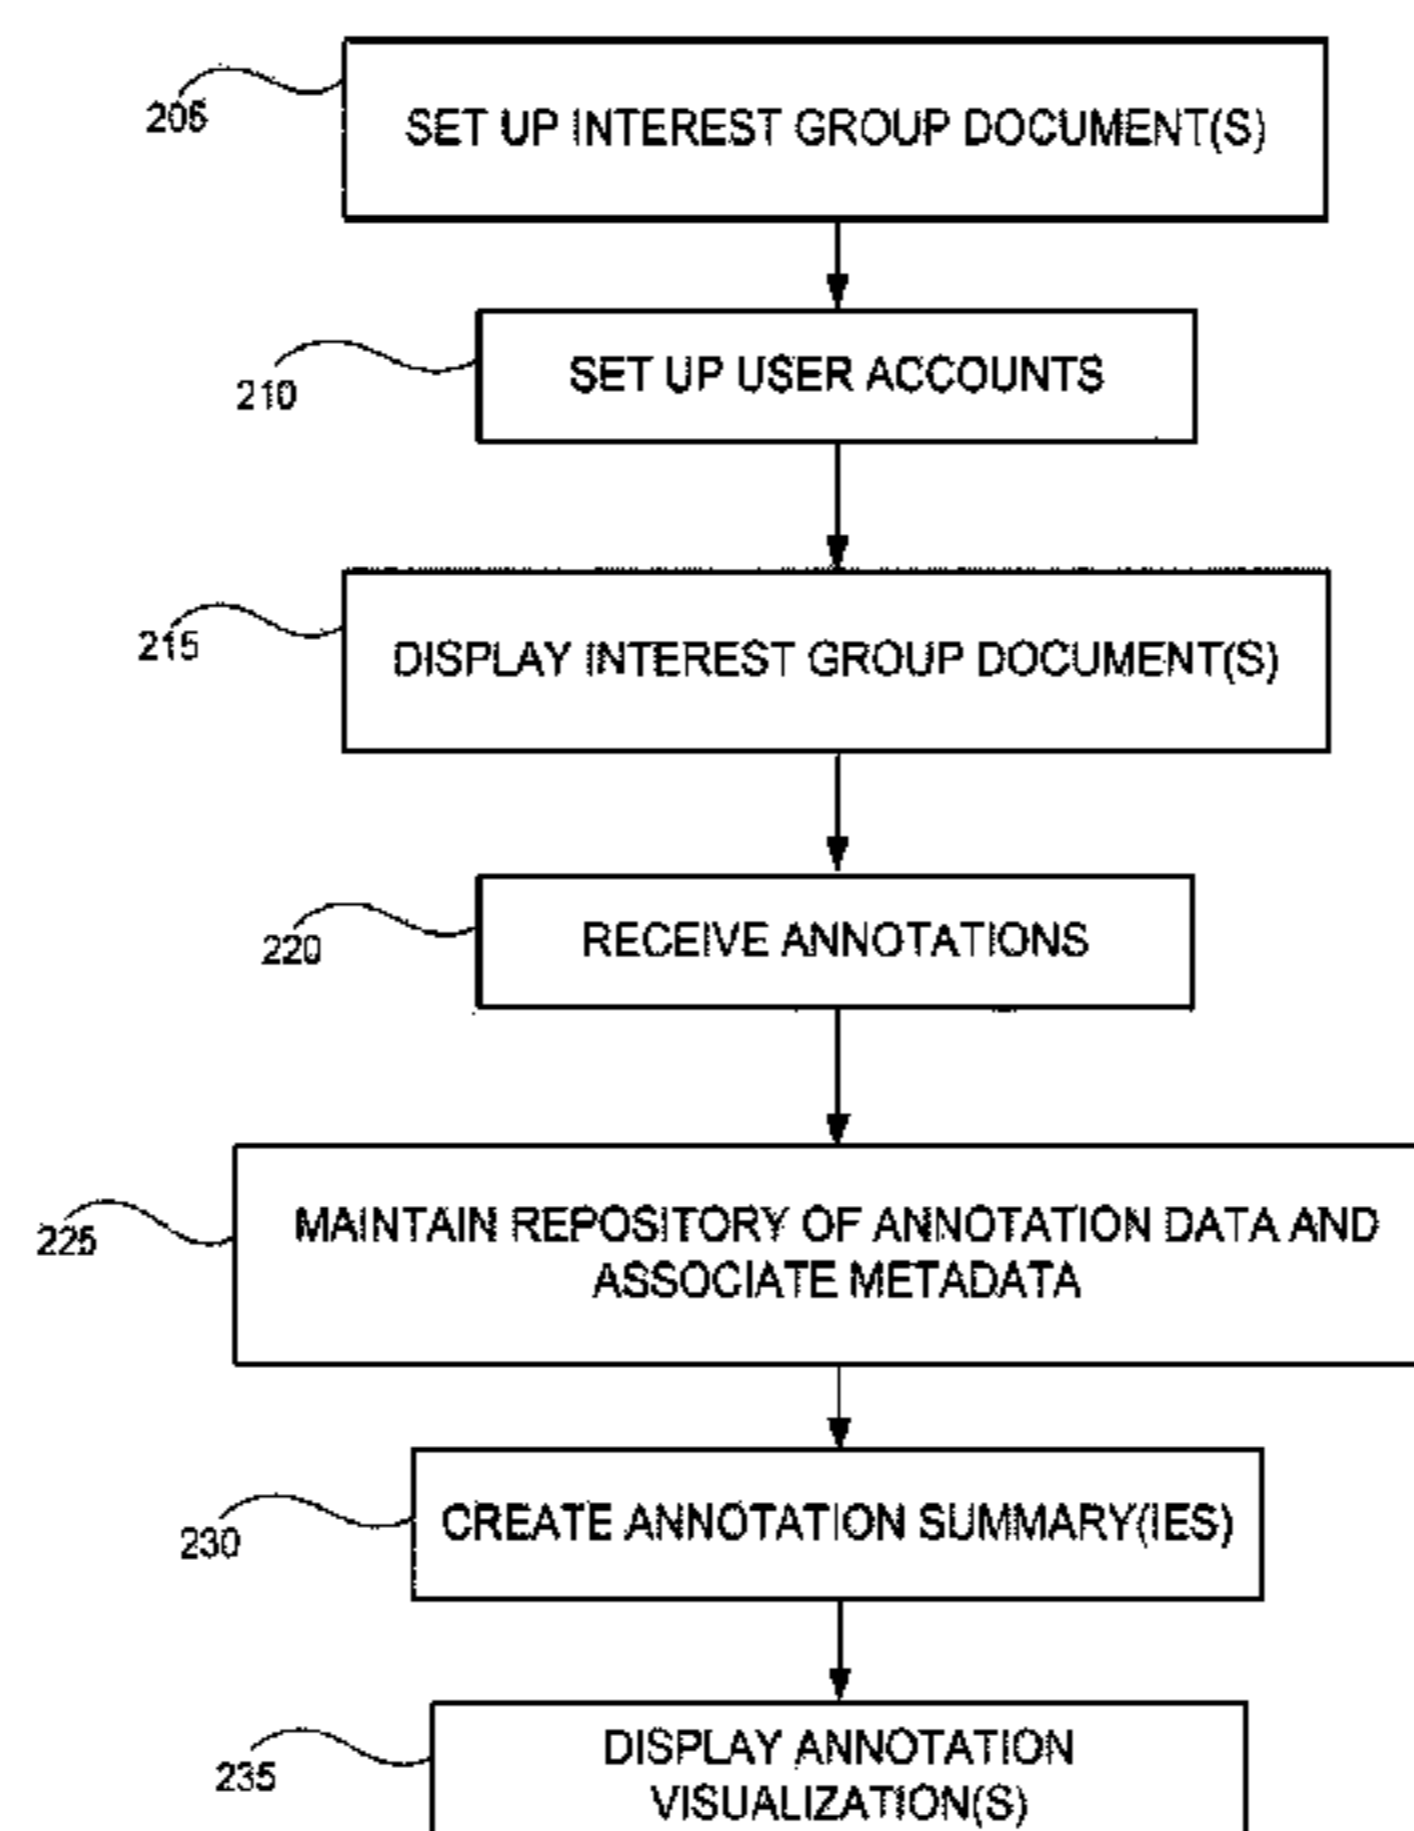 205
SET UP INTEREST GROUP DOCUMENT(S)
210
SET UP USER ACCOUNTS
215
DISPLAY INTEREST GROUP DOCUMENT(S)
220
RECEIVE ANNOTATIONS
225
MAINTAIN REPOSITORY OF ANNOTATION DATA AND
ASSOCIATE METADATA
230
CREATE ANNOTATION SUMMARY(IES)
235
DISPLAY ANNOTATION
VISUALIZATION(S)